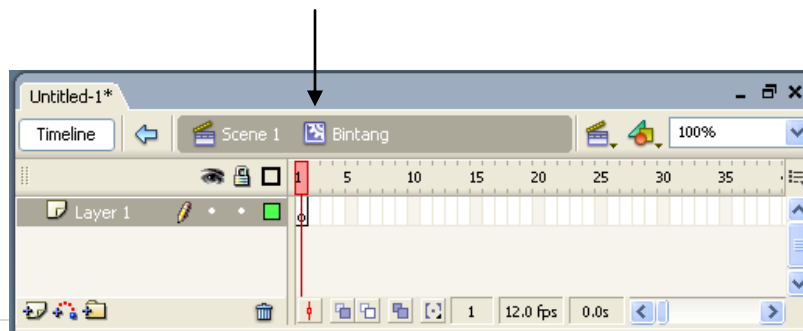 Untitled-1*
Timeline Scene 1 Bintang 100%
1 5 10 15 20 25 30 35
Layer 1
1 12.0 fps 0.0s